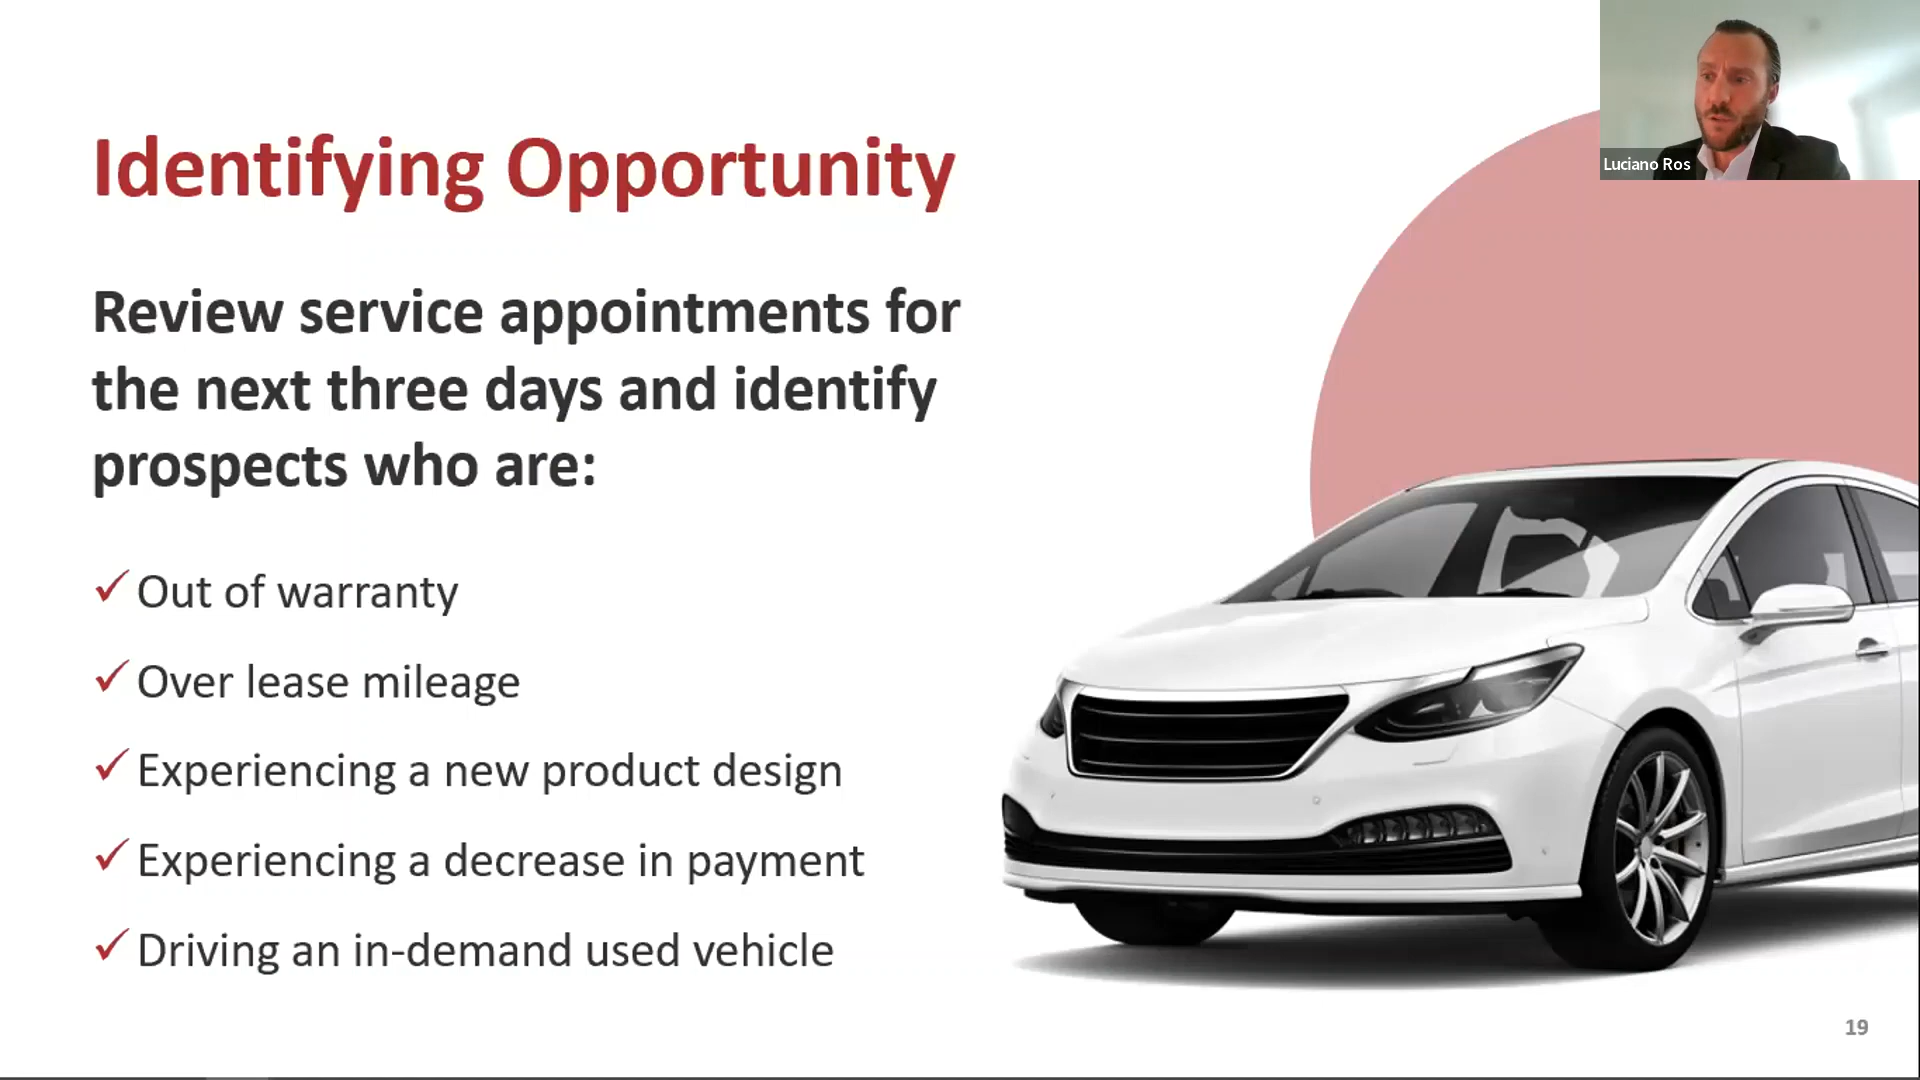 Luciano Ros
Identifying Opportunity
Review service appointments for
the next three days and identify
prospects who are:
✓ Out of warranty
✓ Over lease mileage
✓ Experiencing a new product design
✓ Experiencing a decrease in payment
✓ Driving an in-demand used vehicle
19